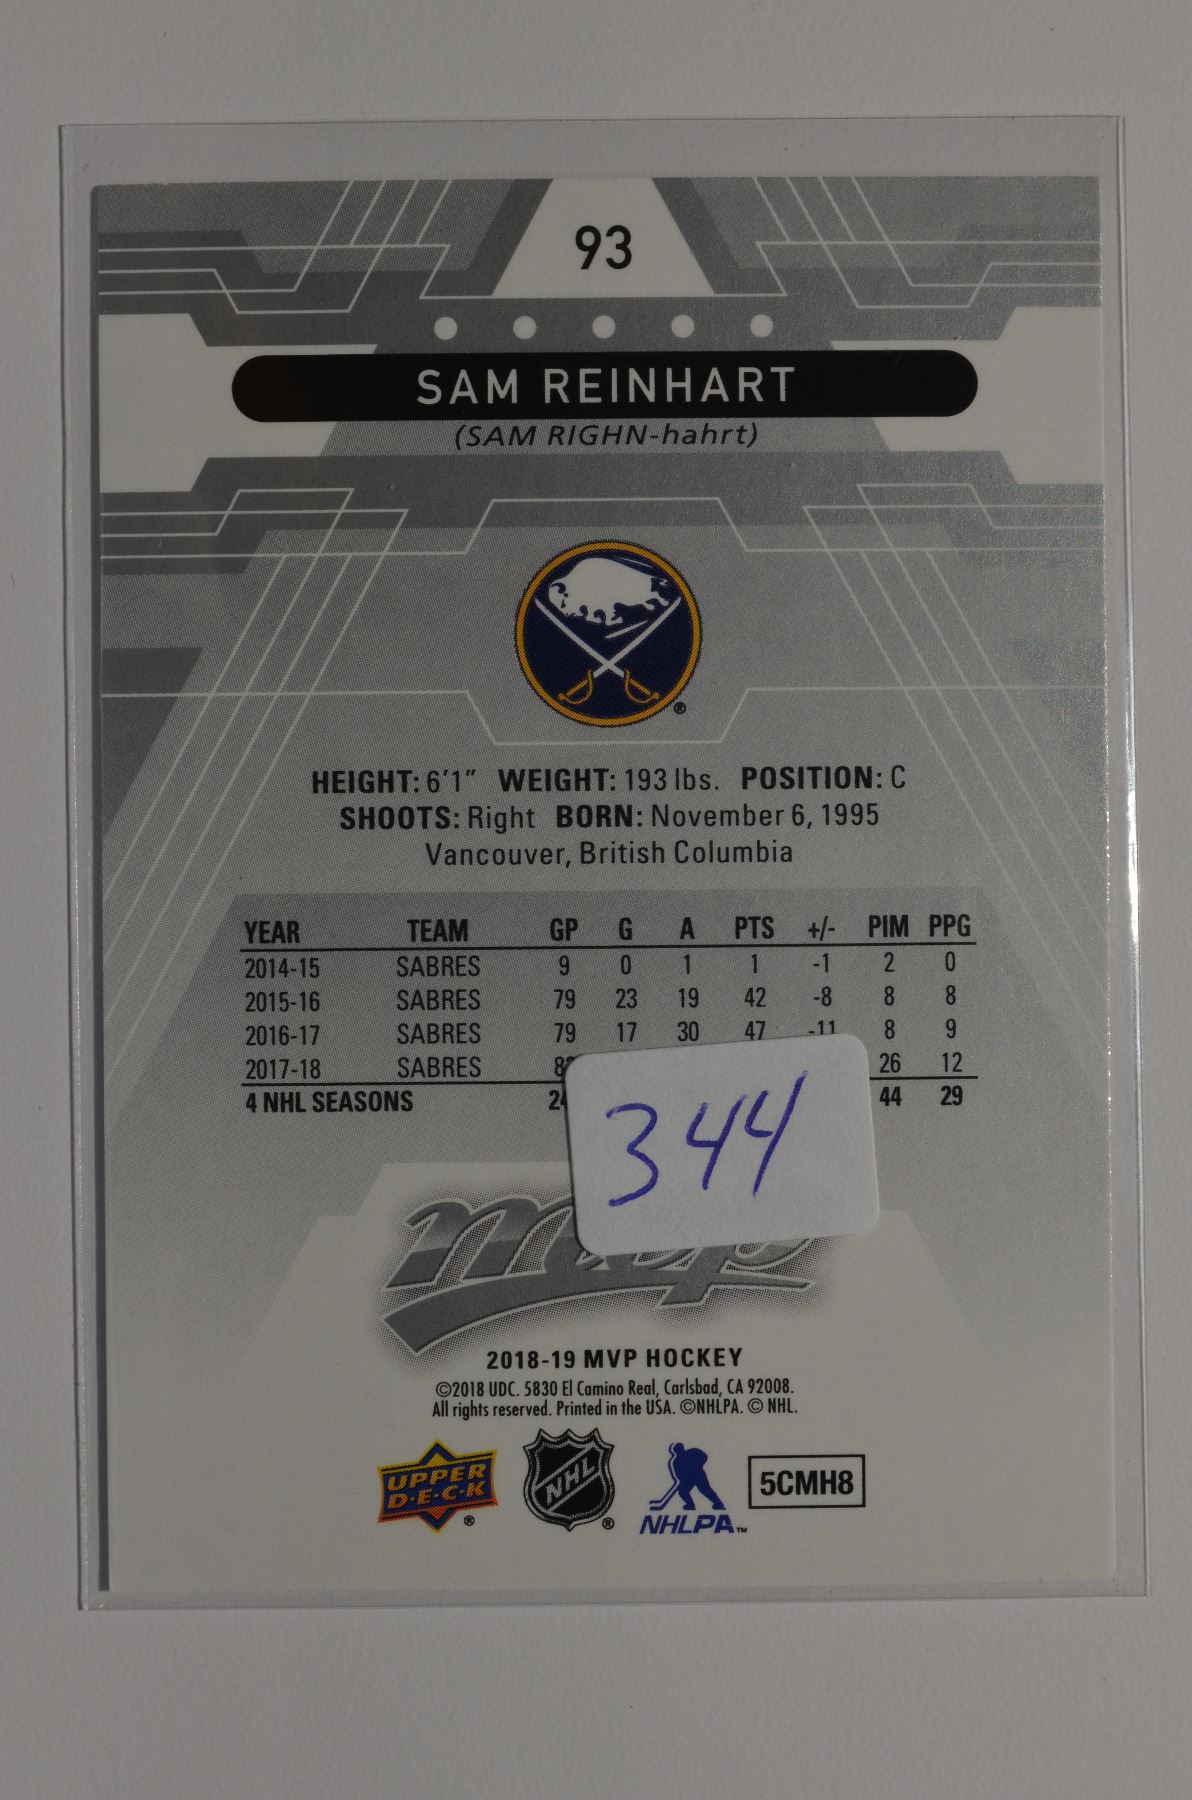 93
SAM REINHART
(SAM RIGHN-hahrt)
®
HEIGHT: 6'1" WEIGHT: 193 lbs. POSITION: C
SHOOTS: Right BORN: November 6, 1995
Vancouver, British Columbia
YEAR TEAM GP G A PTS +/- PIM PPG
2014-15 SABRES 9 0 1 1 -1 2 0
2015-16 SABRES 79 23 19 42 -8 8 8
2016-17 SABRES 79 17 30 47 -11 8 9
2017-18 SABRES 26 12
4 NHL SEASONS 44 29
344
mvp
2018-19 MVP HOCKEY
©2018 UDC. 5830 El Camino Real, Carlsbad, CA 92008.
All rights reserved. Printed in the USA. ©NHLPA. © NHL.
UPPER
D·E·C·K ®
NHL ®
NHLPA™
5CMH8